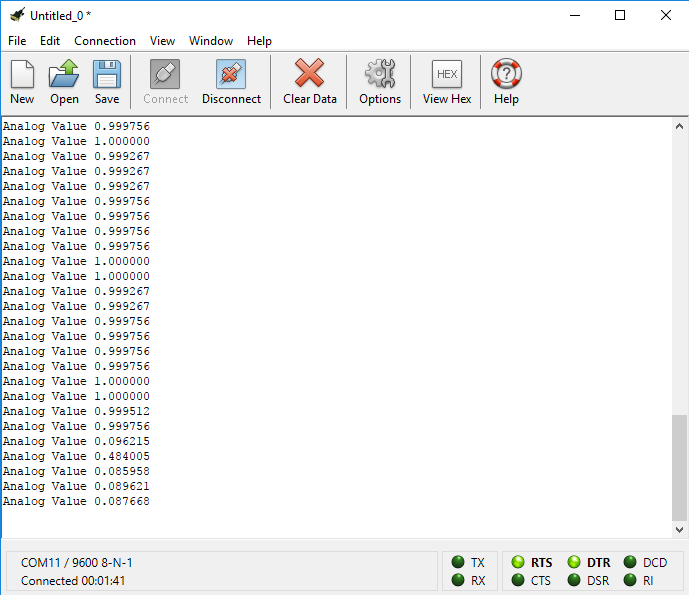 Untitled_0 *
File Edit Connection View Window Help
New Open Save Connect Disconnect Clear Data Options HEX View Hex Help
Analog Value 0.999756
Analog Value 1.000000
Analog Value 0.999267
Analog Value 0.999267
Analog Value 0.999267
Analog Value 0.999756
Analog Value 0.999756
Analog Value 0.999756
Analog Value 0.999756
Analog Value 1.000000
Analog Value 1.000000
Analog Value 0.999267
Analog Value 0.999267
Analog Value 0.999756
Analog Value 0.999756
Analog Value 0.999756
Analog Value 0.999756
Analog Value 1.000000
Analog Value 1.000000
Analog Value 0.999512
Analog Value 0.999756
Analog Value 0.096215
Analog Value 0.484005
Analog Value 0.085958
Analog Value 0.089621
Analog Value 0.087668
COM11 / 9600 8-N-1 TX RTS DTR DCD
Connected 00:01:41 RX CTS DSR RI